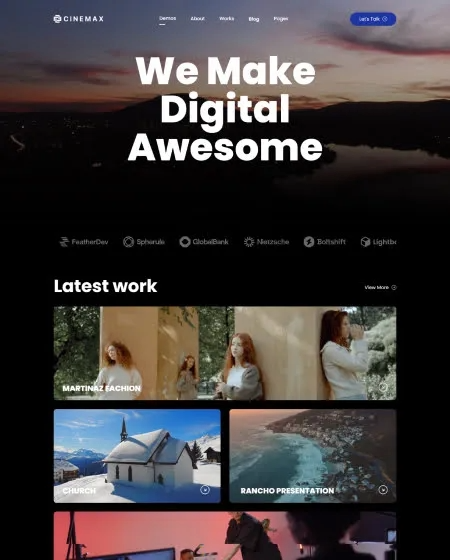 CINEMAX
Demos About Works Blog Pages
Let's Talk
We Make
Digital
Awesome
FeatherDev Spherule GlobalBank Nietzsche Boltshift Lightbo
Latest work
View More
MARTINAZ FACHION
CHURCH
RANCHO PRESENTATION